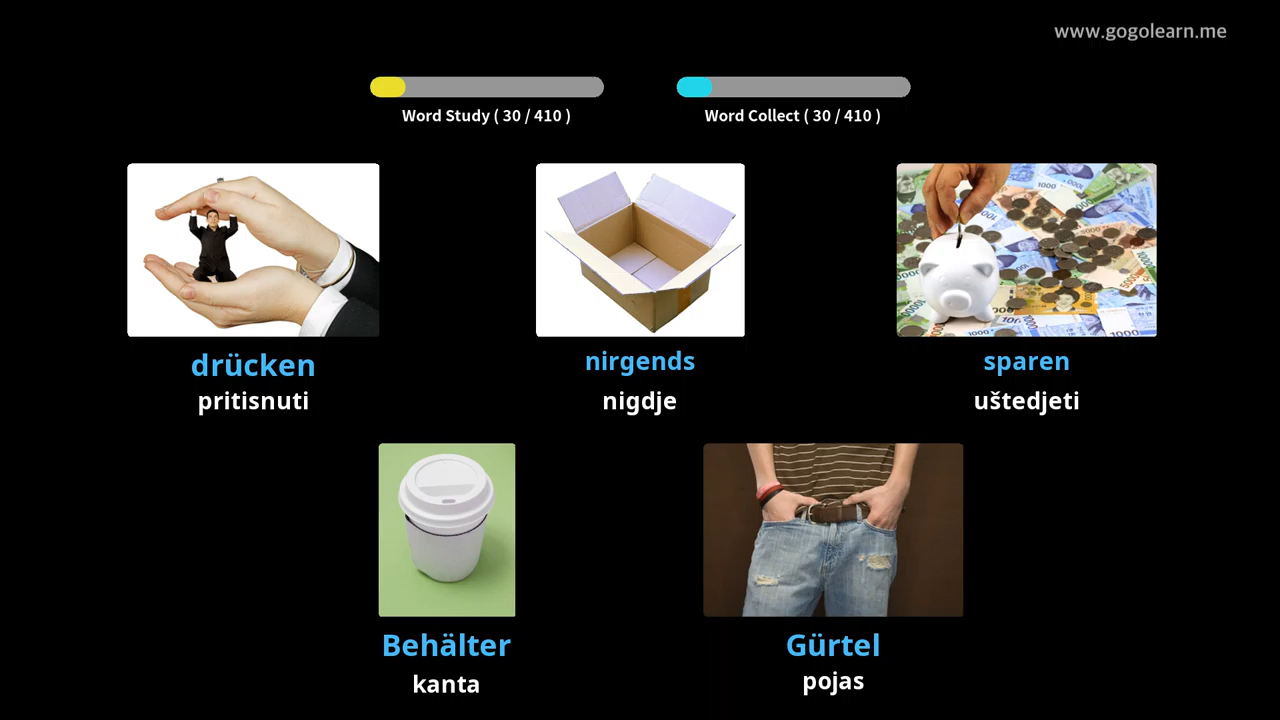 www.gogolearn.me
Word Study ( 30 / 410 )
Word Collect ( 30 / 410 )
drücken
pritisnuti
nirgends
nigdje
sparen
uštedjeti
Behälter
kanta
Gürtel
pojas